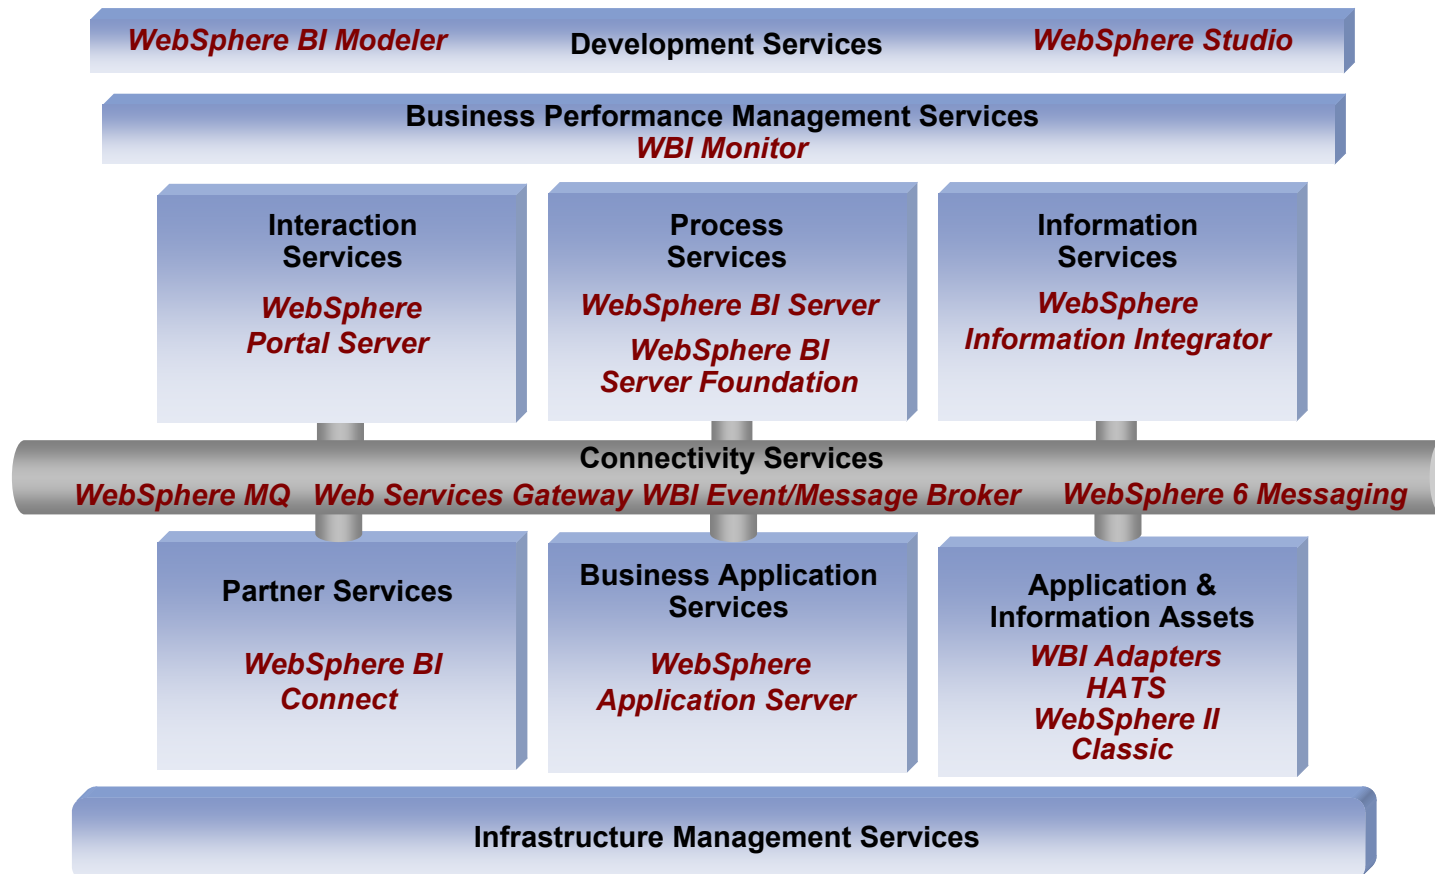 WebSphere BI Modeler Development Services WebSphere Studio
Business Performance Management Services
WBI Monitor
Interaction
Services
WebSphere
Portal Server
Process
Services
WebSphere BI Server
WebSphere BI
Server Foundation
Information
Services
WebSphere
Information Integrator
Connectivity Services
WebSphere MQ Web Services Gateway WBI Event/Message Broker WebSphere 6 Messaging
Partner Services
WebSphere BI
Connect
Business Application
Services
WebSphere
Application Server
Application &
Information Assets
WBI Adapters
HATS
WebSphere II
Classic
Infrastructure Management Services